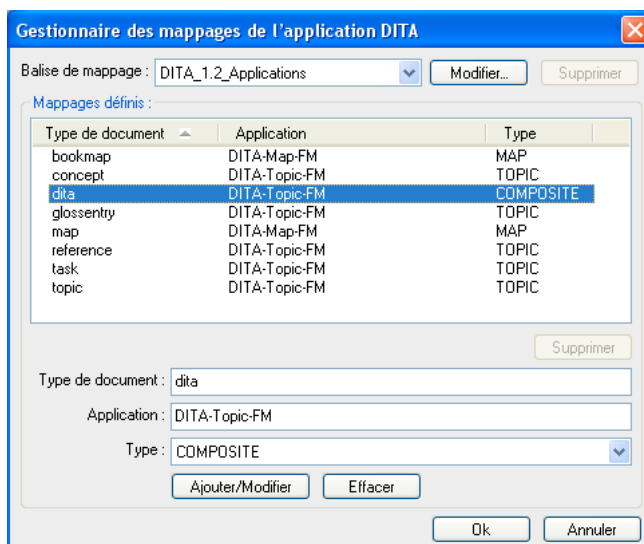 Gestionnaire des mappages de l'application DITA
Balise de mappage : DITA_1.2_Applications Modifier... Supprimer
Mappages définis :
Type de document Application Type
bookmap DITA-Map-FM MAP
concept DITA-Topic-FM TOPIC
dita DITA-Topic-FM COMPOSITE
glossentry DITA-Topic-FM TOPIC
map DITA-Map-FM MAP
reference DITA-Topic-FM TOPIC
task DITA-Topic-FM TOPIC
topic DITA-Topic-FM TOPIC
Supprimer
Type de document : dita
Application : DITA-Topic-FM
Type : COMPOSITE
Ajouter/Modifier Effacer
Ok Annuler